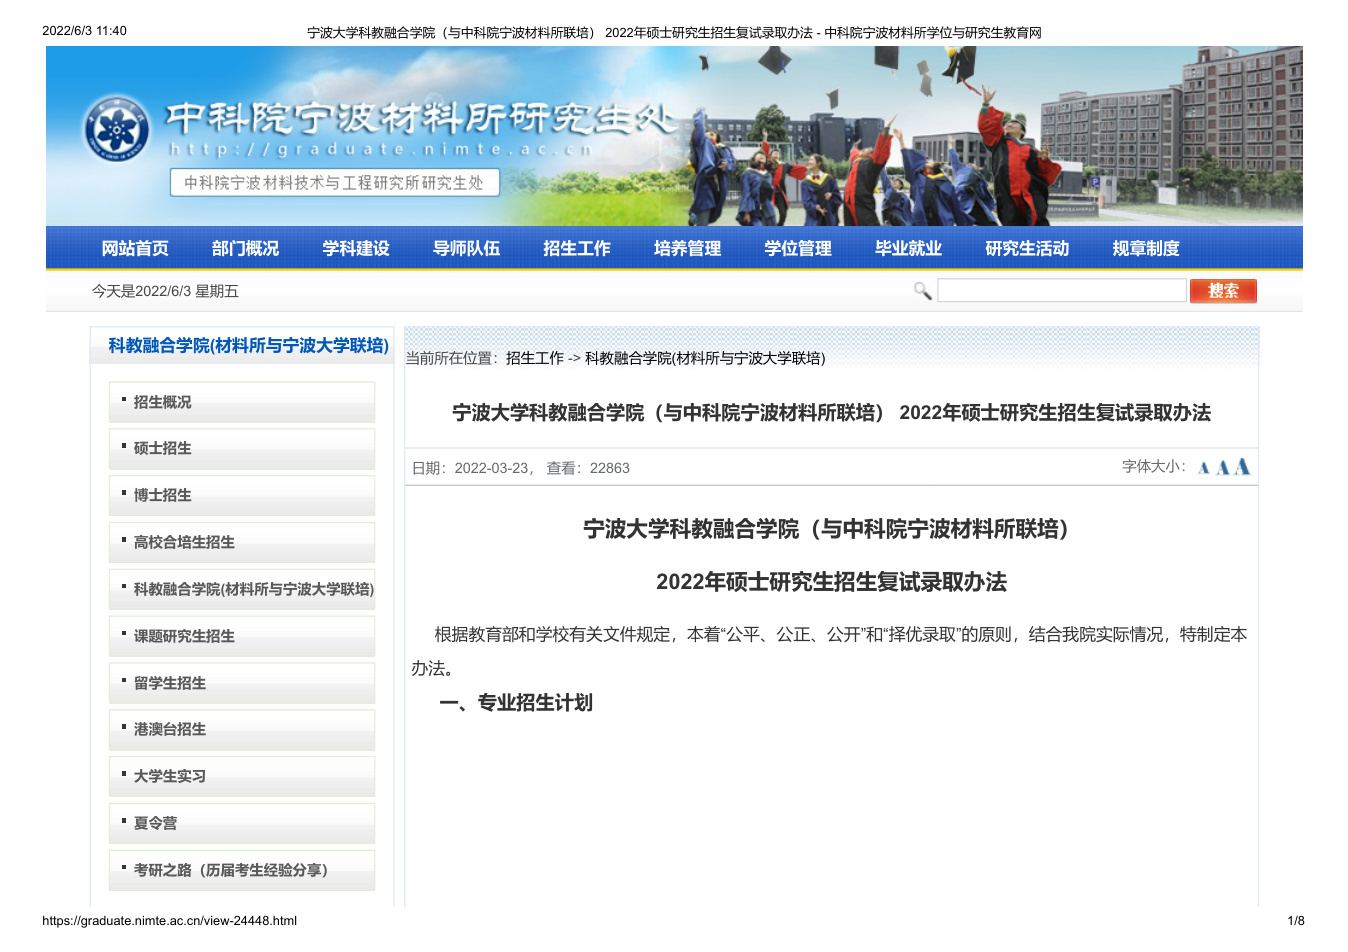 2022/6/3 11:40
宁波大学科教融合学院（与中科院宁波材料所联培） 2022年硕士研究生招生复试录取办法 - 中科院宁波材料所学位与研究生教育网
中科院宁波材料所研究生处
http://graduate.nimte.ac.cn
中科院宁波材料技术与工程研究所研究生处
网站首页 部门概况 学科建设 导师队伍 招生工作 培养管理 学位管理 毕业就业 研究生活动 规章制度
今天是2022/6/3 星期五
搜索
科教融合学院(材料所与宁波大学联培)
招生概况
硕士招生
博士招生
高校合培生招生
科教融合学院(材料所与宁波大学联培)
课题研究生招生
留学生招生
港澳台招生
大学生实习
夏令营
考研之路（历届考生经验分享）
当前所在位置：招生工作 -> 科教融合学院(材料所与宁波大学联培)
宁波大学科教融合学院（与中科院宁波材料所联培） 2022年硕士研究生招生复试录取办法
日期：2022-03-23， 查看：22863
字体大小： A A A
宁波大学科教融合学院（与中科院宁波材料所联培）
2022年硕士研究生招生复试录取办法
根据教育部和学校有关文件规定，本着“公平、公正、公开”和“择优录取”的原则，结合我院实际情况，特制定本
办法。
一、专业招生计划
https://graduate.nimte.ac.cn/view-24448.html
1/8